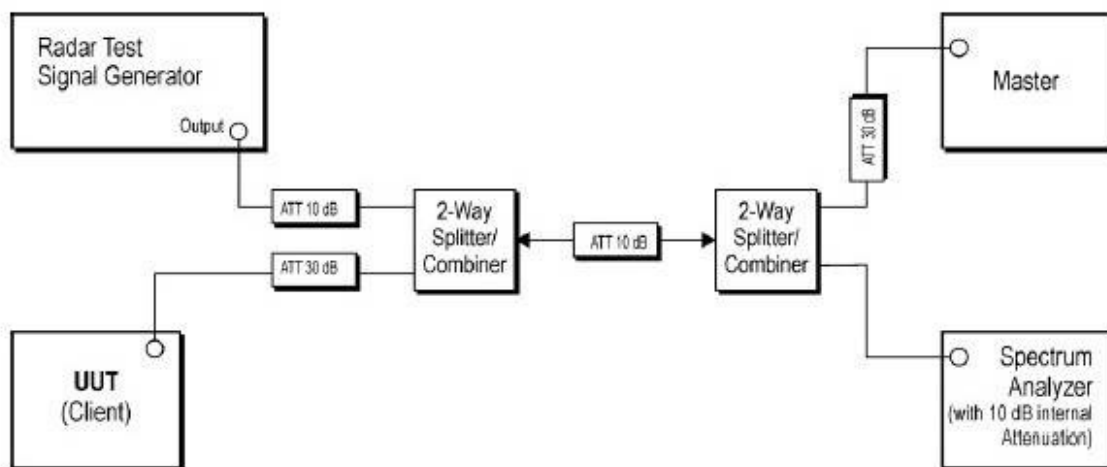 Radar Test
Signal Generator
Output
ATT 10 dB
ATT 30 dB
UUT
(Client)
2-Way
Splitter/
Combiner
ATT 10 dB
2-Way
Splitter/
Combiner
ATT 30 dB
Master
Spectrum
Analyzer
(with 10 dB internal
Attenuation)